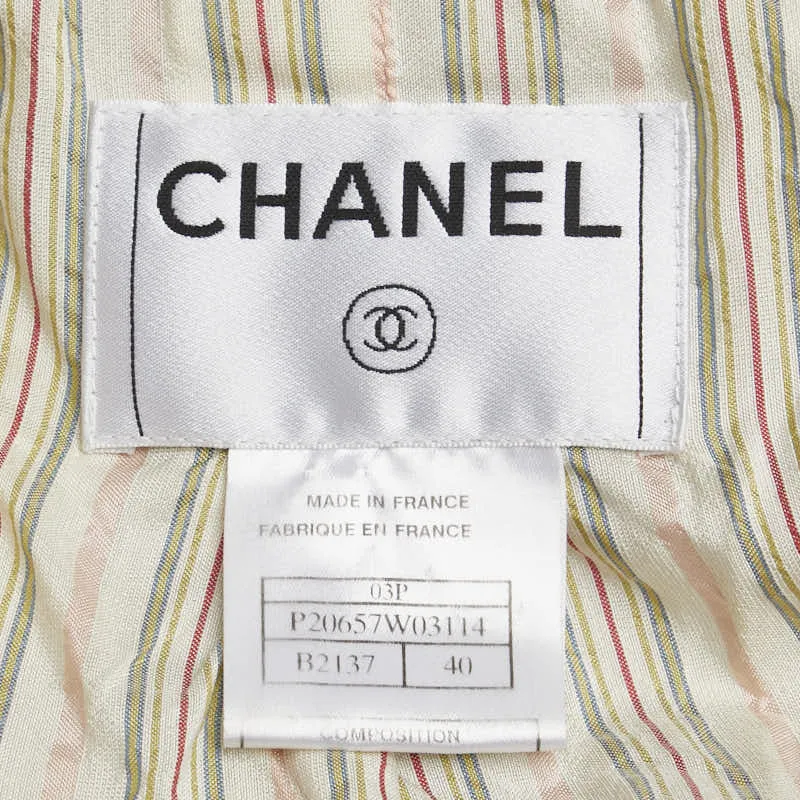 CHANEL
MADE IN FRANCE
FABRIQUE EN FRANCE
03P
P20657W03114
B2137 40
COMPOSITION